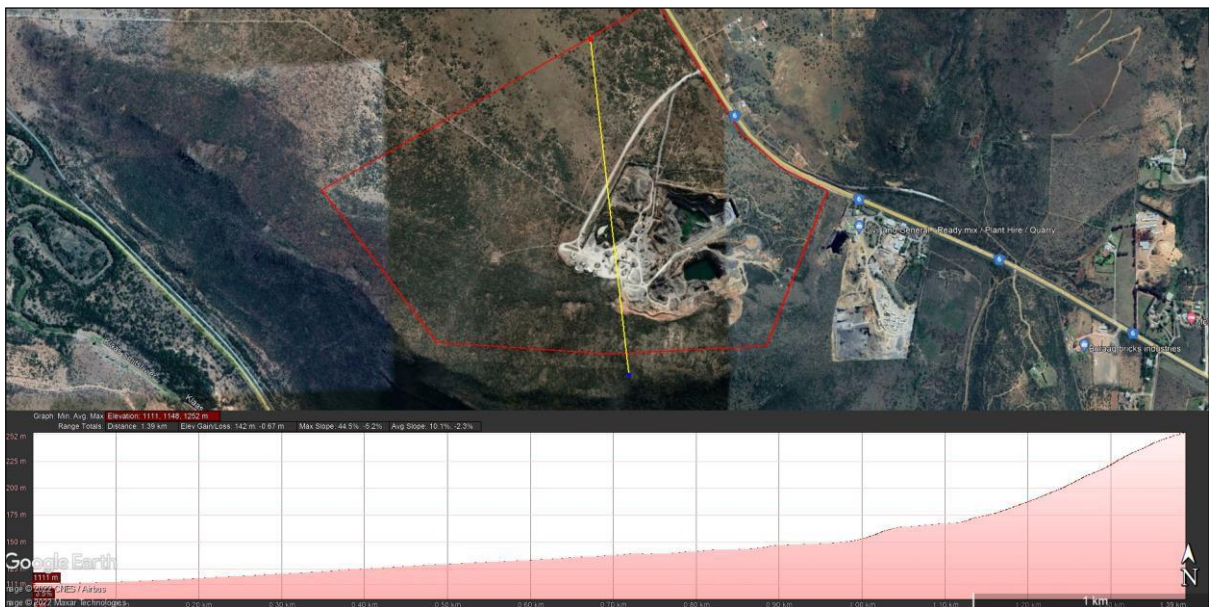 6
6
Ready mix / Plant Hire / Quarry
6
6
bricks industries
Graph: Min, Avg, Max Elevation: 1111, 1148, 1252 m
Range Totals: Distance: 1.39 km Elev Gain/Loss: 142 m, -0.67 m Max Slope: 44.5%, -5.2% Avg Slope: 10.1%, -2.3%
252 m
225 m
200 m
175 m
150 m
Google Earth
1111 m
© 2022 CNES / Airbus
© 2022 Maxar Technologies
0.20 km
0.30 km
0.40 km
0.50 km
0.60 km
0.70 km
0.80 km
0.90 km
1.00 km
1.10 km
1 km
1.39 km
N